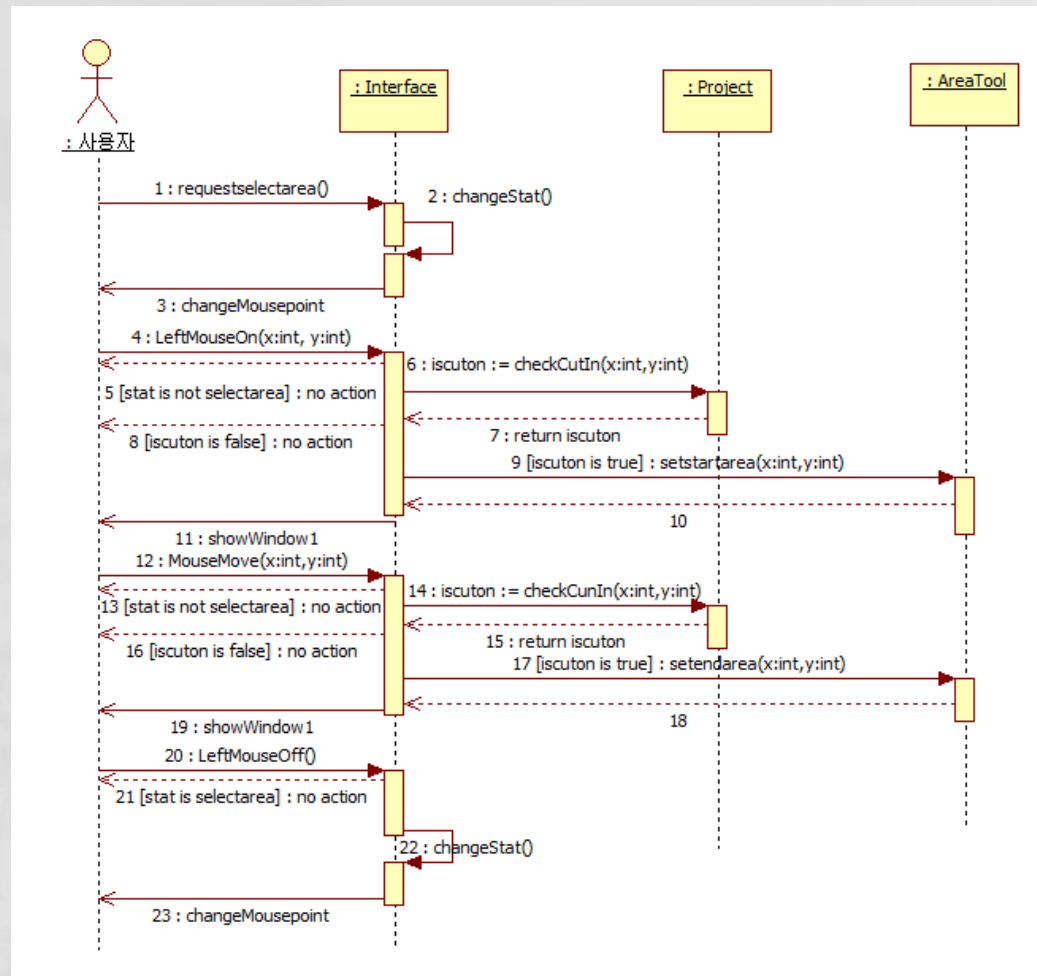 : 사용자
: Interface
: Project
: AreaTool
1 : requestselectarea()
2 : changeStat()
3 : changeMousepoint
4 : LeftMouseOn(x:int, y:int)
5 [stat is not selectarea] : no action
6 : iscuton := checkCutIn(x:int,y:int)
7 : return iscuton
8 [iscuton is false] : no action
9 [iscuton is true] : setstartarea(x:int,y:int)
10
11 : showWindow1
12 : MouseMove(x:int,y:int)
13 [stat is not selectarea] : no action
14 : iscuton := checkCunIn(x:int,y:int)
15 : return iscuton
16 [iscuton is false] : no action
17 [iscuton is true] : setendarea(x:int,y:int)
18
19 : showWindow1
20 : LeftMouseOff()
21 [stat is selectarea] : no action
22 : changeStat()
23 : changeMousepoint